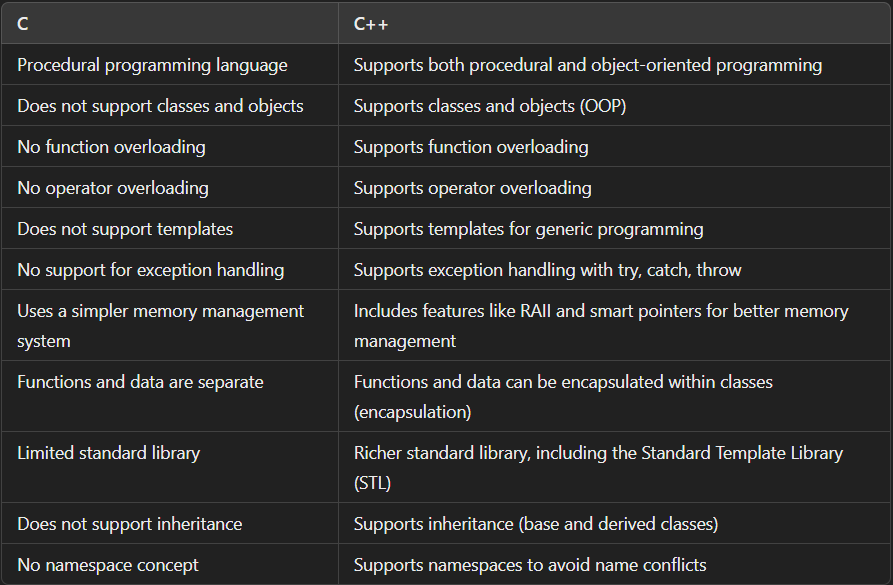 C C++
Procedural programming language Supports both procedural and object-oriented programming
Does not support classes and objects Supports classes and objects (OOP)
No function overloading Supports function overloading
No operator overloading Supports operator overloading
Does not support templates Supports templates for generic programming
No support for exception handling Supports exception handling with try, catch, throw
Uses a simpler memory management Includes features like RAII and smart pointers for better memory
system management
Functions and data are separate Functions and data can be encapsulated within classes
(encapsulation)
Limited standard library Richer standard library, including the Standard Template Library
(STL)
Does not support inheritance Supports inheritance (base and derived classes)
No namespace concept Supports namespaces to avoid name conflicts